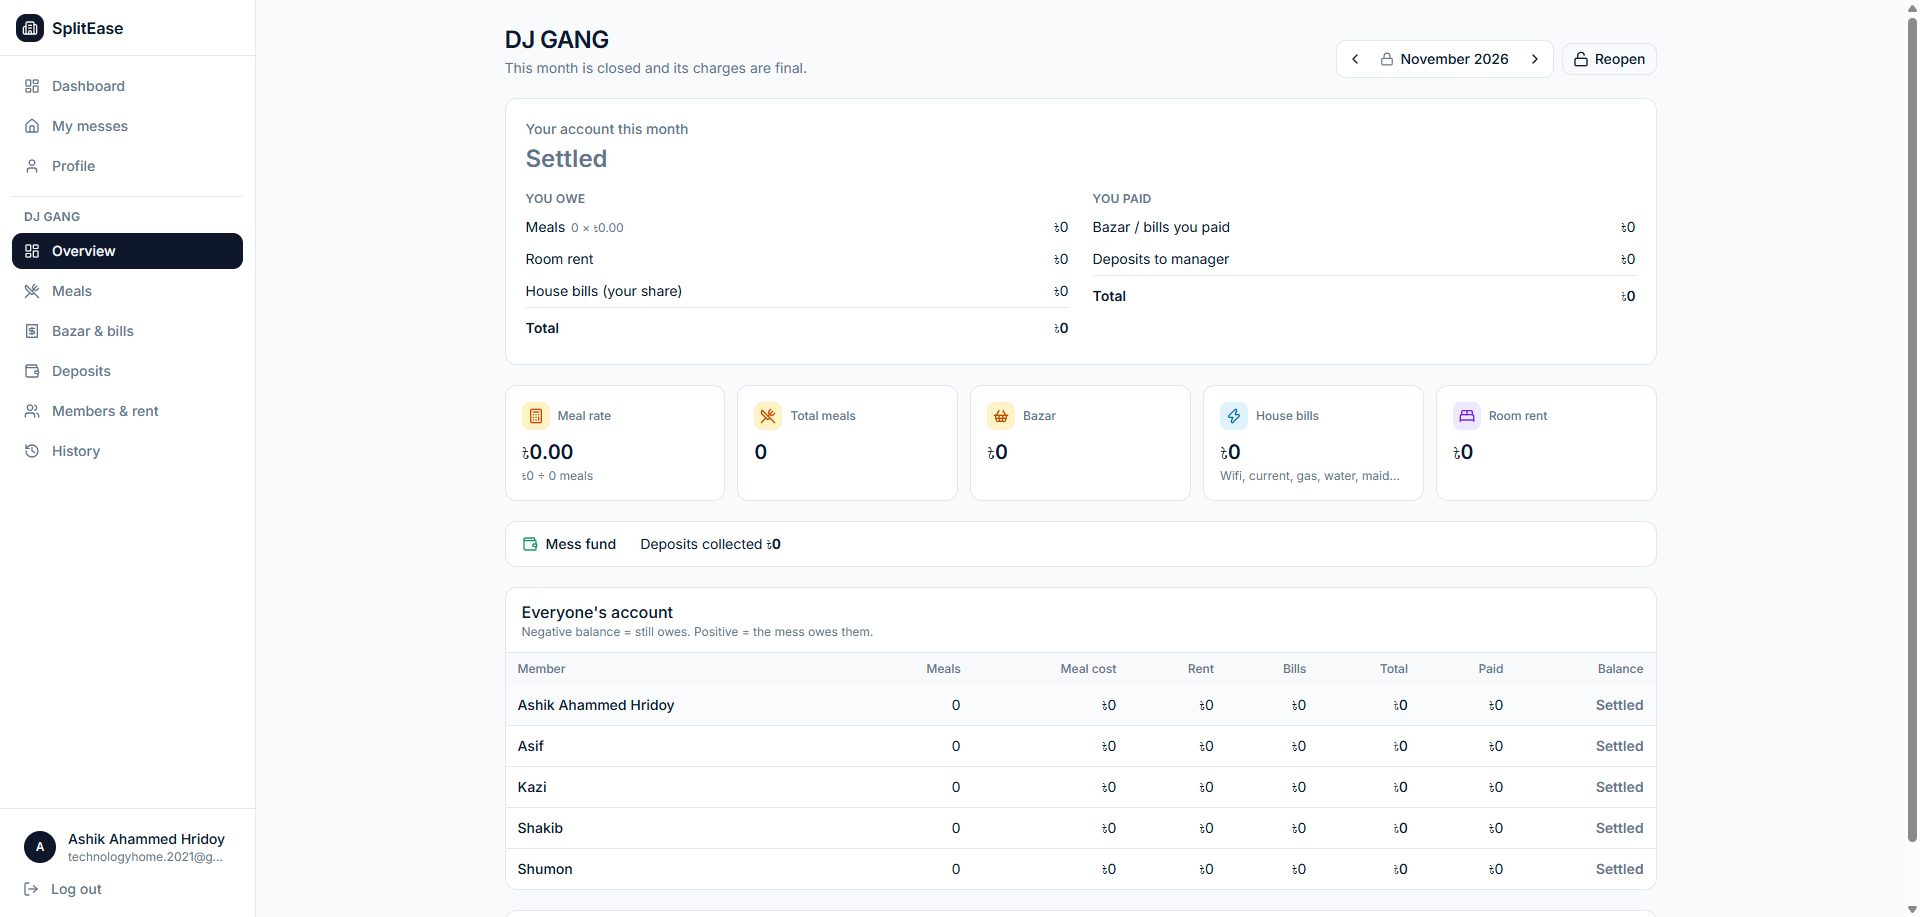 SplitEase
Dashboard
My messes
Profile
DJ GANG
Overview
Meals
Bazar & bills
Deposits
Members & rent
History
A
Ashik Ahammed Hridoy
technologyhome.2021@g...
Log out
DJ GANG
This month is closed and its charges are final.
November 2026
Reopen
Your account this month
Settled
YOU OWE
Meals 0 × ৳0.00 ৳0
Room rent ৳0
House bills (your share) ৳0
Total ৳0
YOU PAID
Bazar / bills you paid ৳0
Deposits to manager ৳0
Total ৳0
Meal rate
৳0.00
৳0 ÷ 0 meals
Total meals
0
Bazar
৳0
House bills
৳0
Wifi, current, gas, water, maid...
Room rent
৳0
Mess fund Deposits collected ৳0
Everyone's account
Negative balance = still owes. Positive = the mess owes them.
Member Meals Meal cost Rent Bills Total Paid Balance
Ashik Ahammed Hridoy 0 ৳0 ৳0 ৳0 ৳0 ৳0 Settled
Asif 0 ৳0 ৳0 ৳0 ৳0 ৳0 Settled
Kazi 0 ৳0 ৳0 ৳0 ৳0 ৳0 Settled
Shakib 0 ৳0 ৳0 ৳0 ৳0 ৳0 Settled
Shumon 0 ৳0 ৳0 ৳0 ৳0 ৳0 Settled